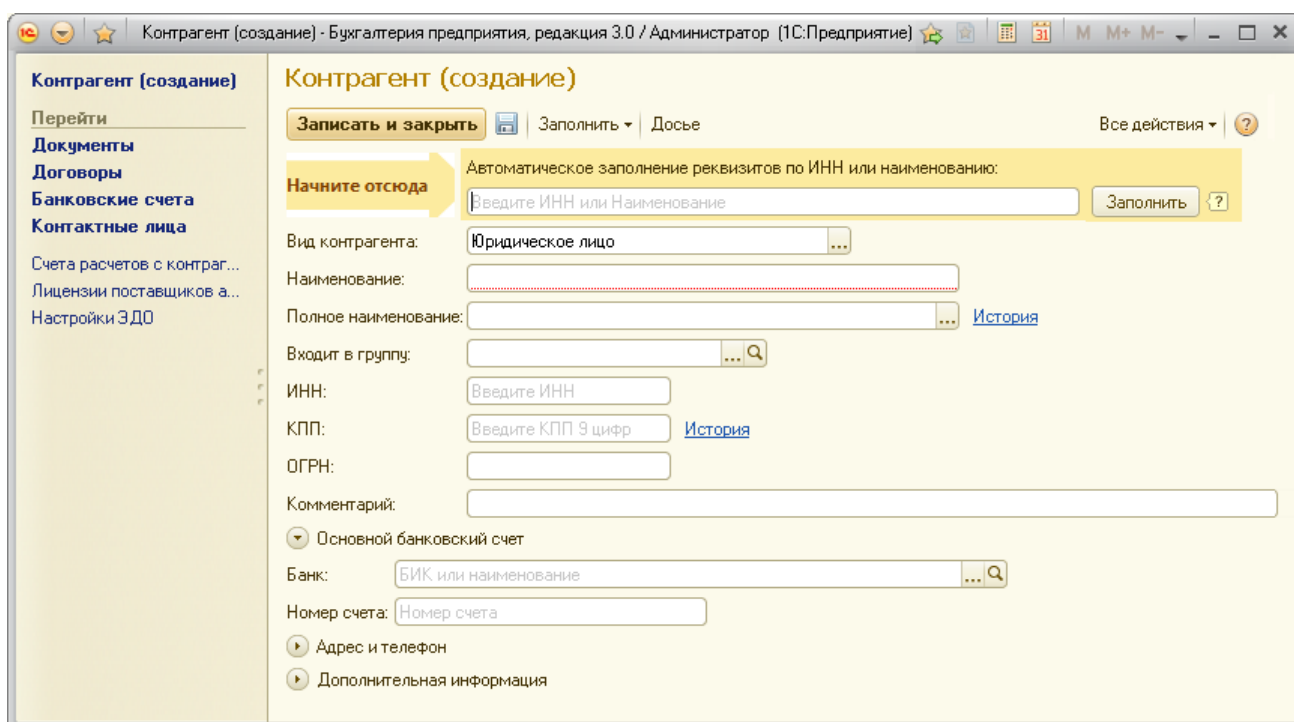 Контрагент (создание) - Бухгалтерия предприятия, редакция 3.0 / Администратор (1С:Предприятие) 31 M M+ M-
Контрагент (создание)
Перейти
Документы
Договоры
Банковские счета
Контактные лица
Счета расчетов с контраг...
Лицензии поставщиков а...
Настройки ЭДО
Контрагент (создание)
Записать и закрыть Заполнить Досье Все действия ?
Начните отсюда
Автоматическое заполнение реквизитов по ИНН или наименованию:
Введите ИНН или Наименование Заполнить ?
Вид контрагента: Юридическое лицо ...
Наименование:
Полное наименование: ... История
Входит в группу: ...
ИНН: Введите ИНН
КПП: Введите КПП 9 цифр История
ОГРН:
Комментарий:
Основной банковский счет
Банк: БИК или наименование ...
Номер счета: Номер счета
Адрес и телефон
Дополнительная информация